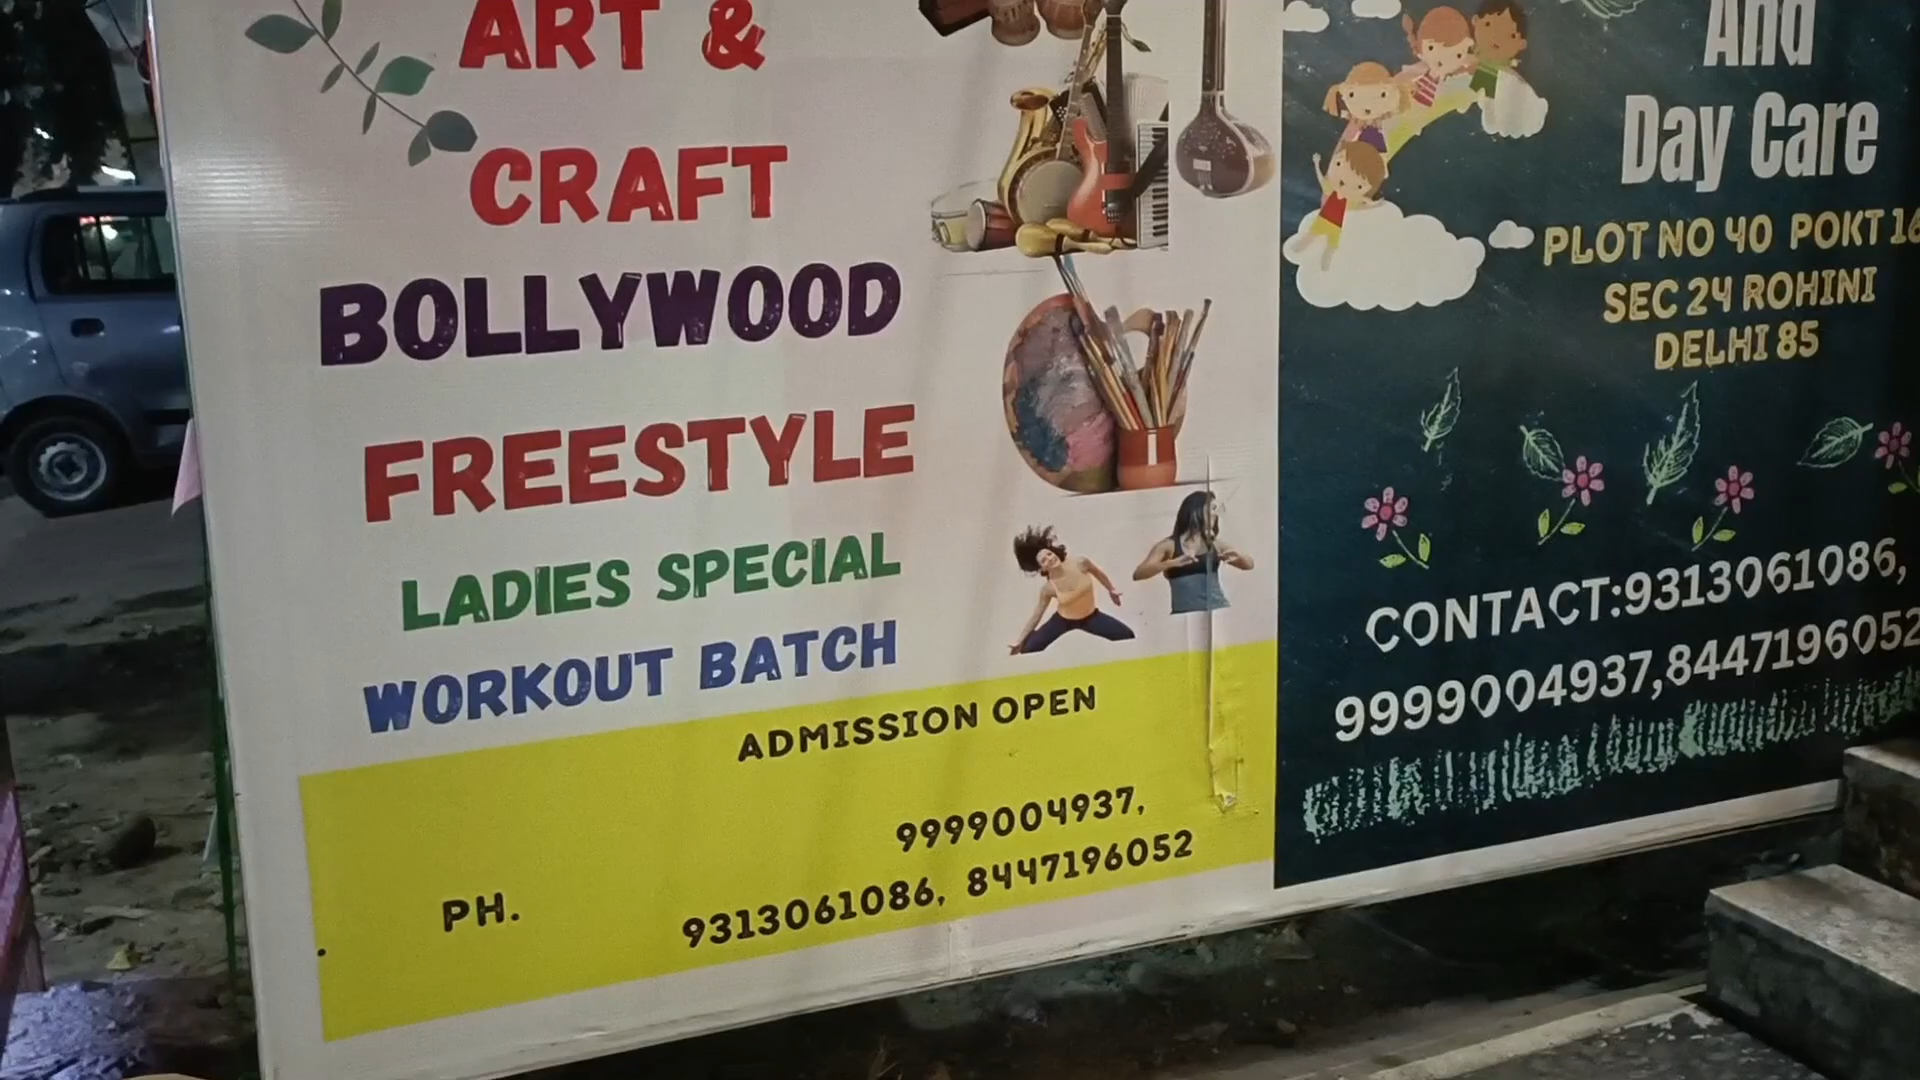 ART &
CRAFT
BOLLYWOOD
FREESTYLE
LADIES SPECIAL
WORKOUT BATCH
ADMISSION OPEN
9999004937,
PH. 9313061086, 8447196052
And
Day Care
PLOT NO 40 POKT 16
SEC 24 ROHINI
DELHI 85
CONTACT:9313061086,
9999004937,8447196052